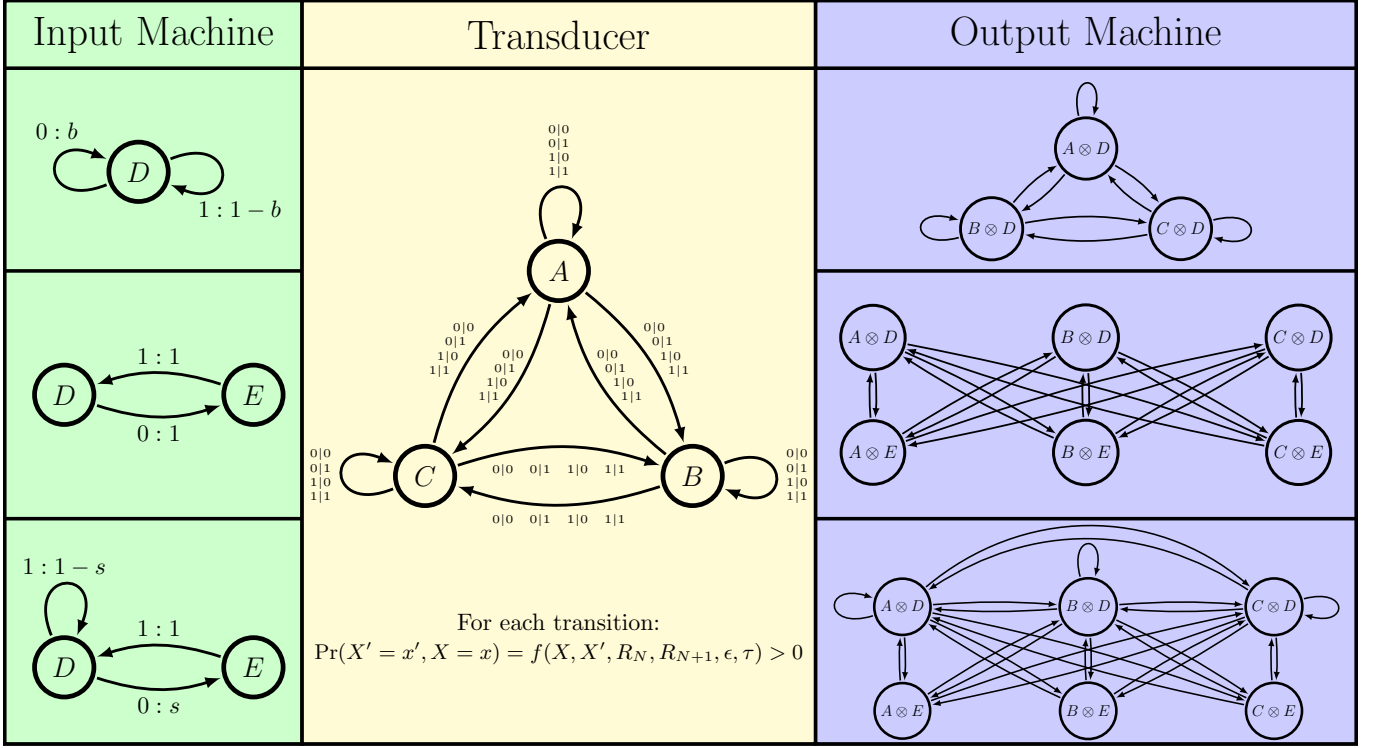 Input Machine
Transducer
Output Machine
0 : b
D
1 : 1 − b
D
E
1 : 1
0 : 1
1 : 1 − s
D
E
1 : 1
0 : s
0|0
0|1
1|0
1|1
A
0|0
0|1
1|0
1|1
0|0
0|1
1|0
1|1
0|0
0|1
1|0
1|1
0|0
0|1
1|0
1|1
0|0
0|1
1|0
1|1
C
0|0 0|1 1|0 1|1
B
0|0
0|1
1|0
1|1
0|0 0|1 1|0 1|1
For each transition:
Pr(X′ = x′, X = x) = f(X, X′, R_N, R_{N+1}, ϵ, τ) > 0
A ⊗ D
B ⊗ D
C ⊗ D
A ⊗ D
B ⊗ D
C ⊗ D
A ⊗ E
B ⊗ E
C ⊗ E
A ⊗ D
B ⊗ D
C ⊗ D
A ⊗ E
B ⊗ E
C ⊗ E